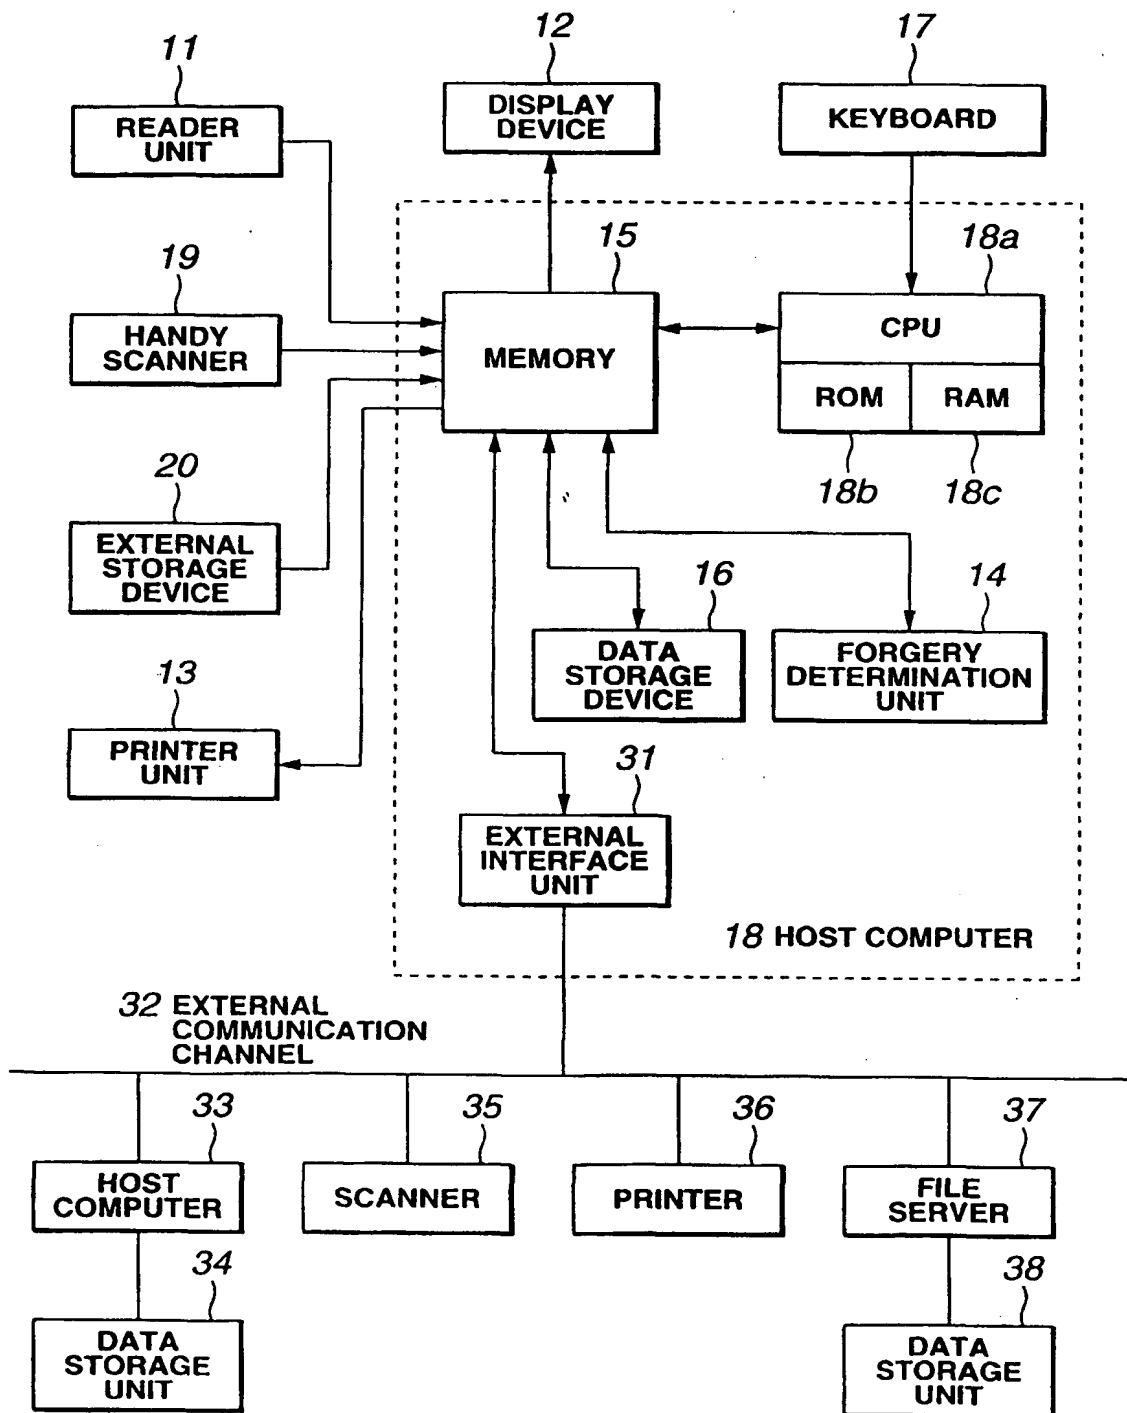 11
12
17
READER
UNIT
DISPLAY
DEVICE
KEYBOARD
19
15
18a
HANDY
SCANNER
MEMORY
CPU
ROM
RAM
20
18b
18c
EXTERNAL
STORAGE
DEVICE
16
14
DATA
STORAGE
DEVICE
FORGERY
DETERMINATION
UNIT
13
PRINTER
UNIT
31
EXTERNAL
INTERFACE
UNIT
18 HOST COMPUTER
32 EXTERNAL
COMMUNICATION
CHANNEL
33
35
36
37
HOST
COMPUTER
SCANNER
PRINTER
FILE
SERVER
34
38
DATA
STORAGE
UNIT
DATA
STORAGE
UNIT